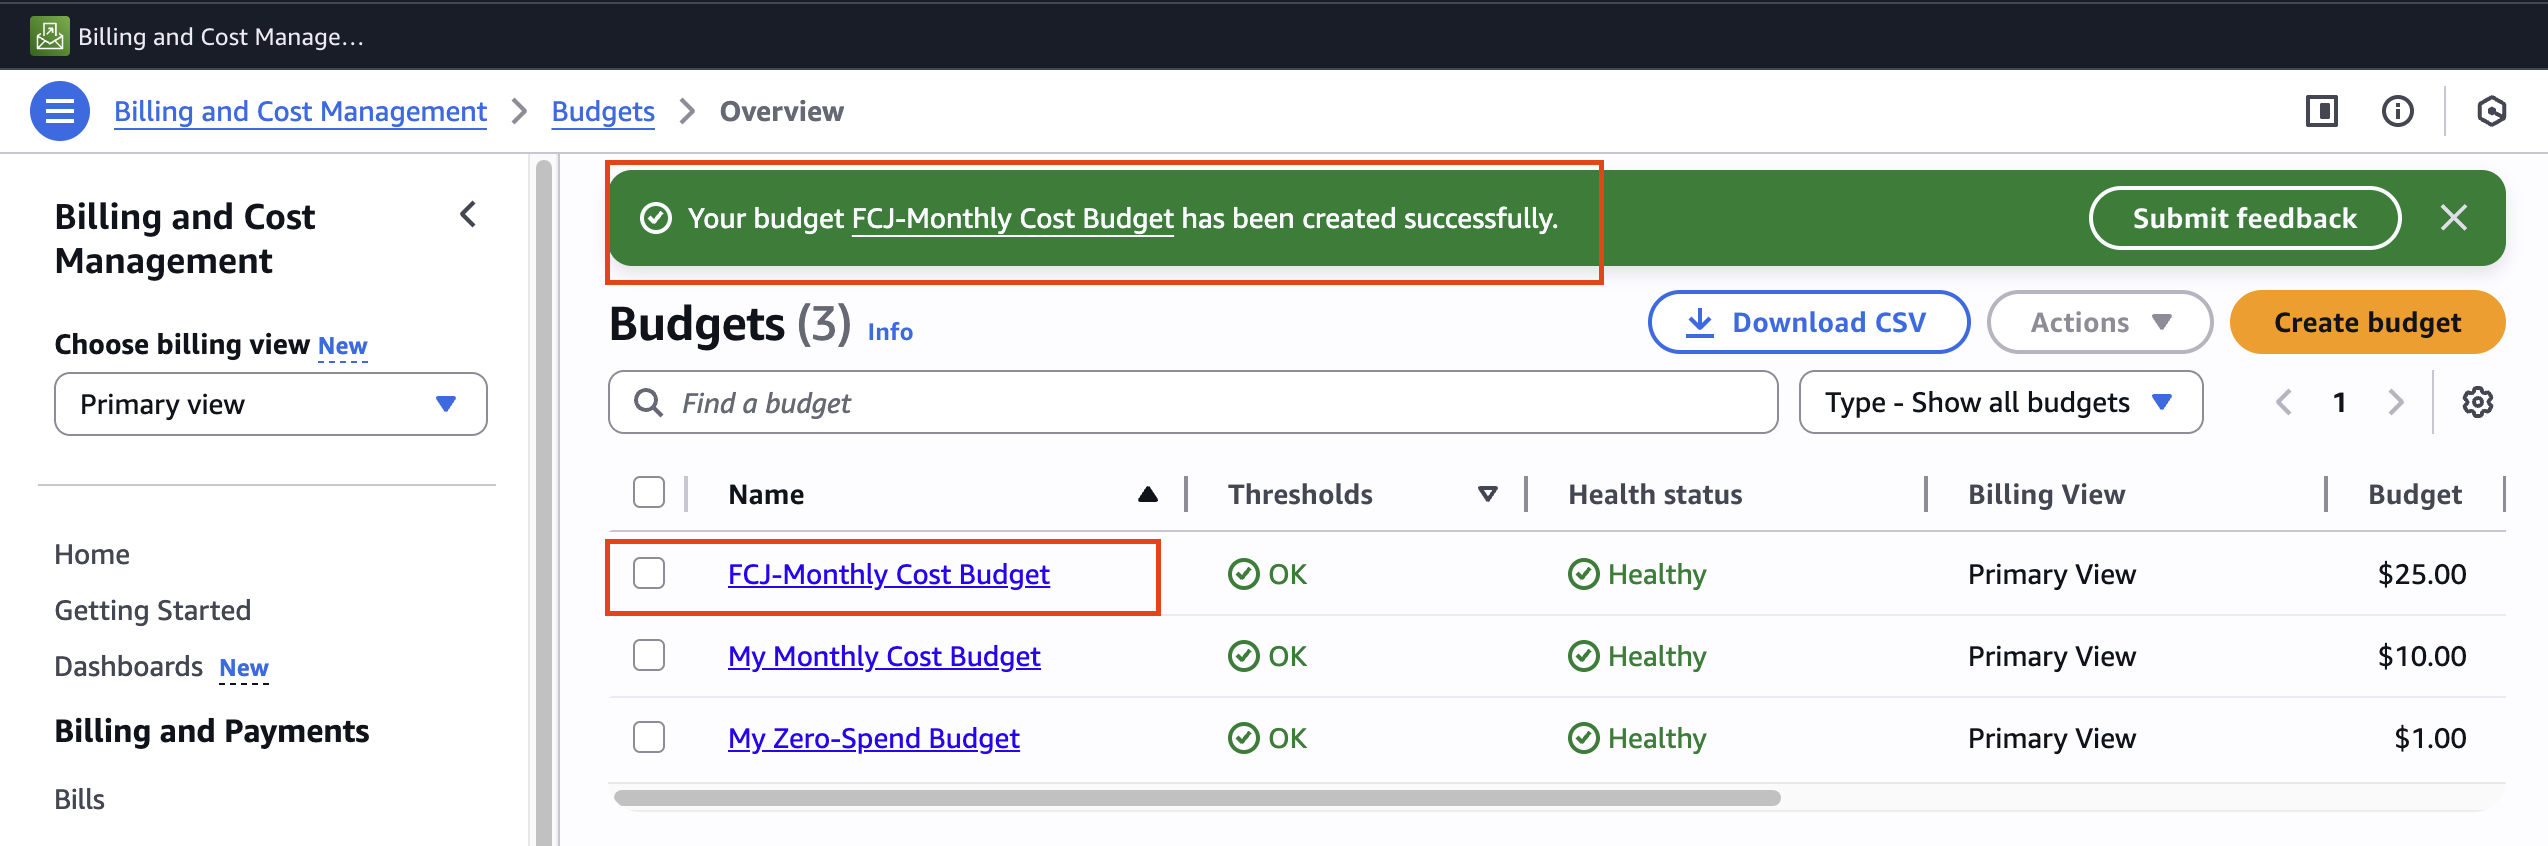 Billing and Cost Manage...
Billing and Cost Management > Budgets > Overview
Billing and Cost Management
Choose billing view New
Primary view
Home
Getting Started
Dashboards New
Billing and Payments
Bills
Your budget FCJ-Monthly Cost Budget has been created successfully.
Submit feedback
Budgets (3) Info
Download CSV
Actions
Create budget
Find a budget
Type - Show all budgets
1
Name Thresholds Health status Billing View Budget
FCJ-Monthly Cost Budget OK Healthy Primary View $25.00
My Monthly Cost Budget OK Healthy Primary View $10.00
My Zero-Spend Budget OK Healthy Primary View $1.00